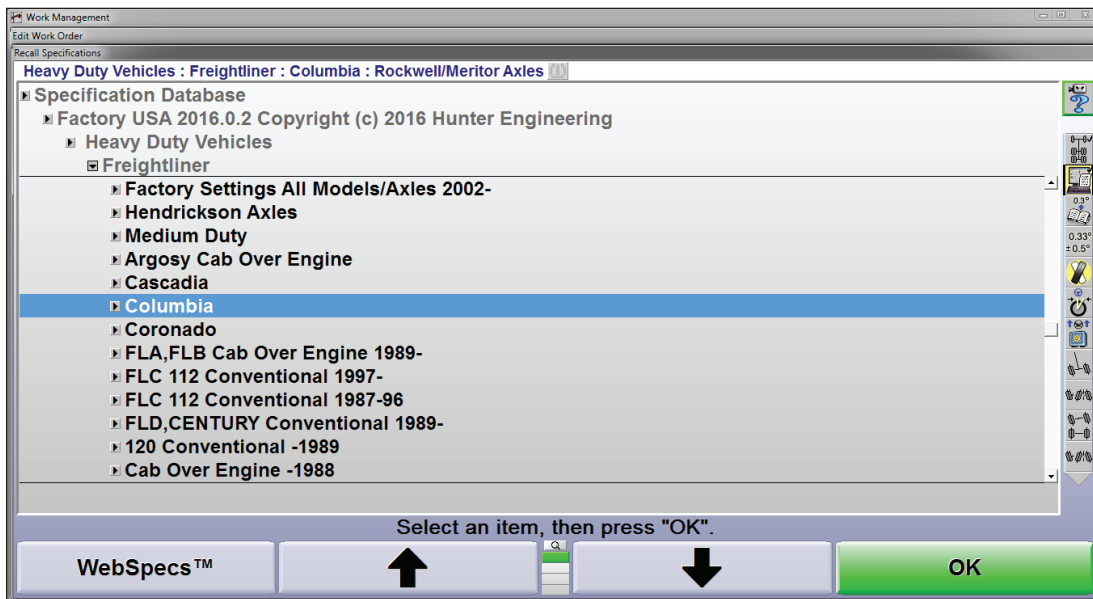 Work Management
Edit Work Order
Recall Specifications
Heavy Duty Vehicles : Freightliner : Columbia : Rockwell/Meritor Axles
Specification Database
Factory USA 2016.0.2 Copyright (c) 2016 Hunter Engineering
Heavy Duty Vehicles
Freightliner
Factory Settings All Models/Axles 2002-
Hendrickson Axles
Medium Duty
Argosy Cab Over Engine
Cascadia
Columbia
Coronado
FLA,FLB Cab Over Engine 1989-
FLC 112 Conventional 1997-
FLC 112 Conventional 1987-96
FLD,CENTURY Conventional 1989-
120 Conventional -1989
Cab Over Engine -1988
0.3°
0.33°
±0.5°
Select an item, then press "OK".
WebSpecs™
OK